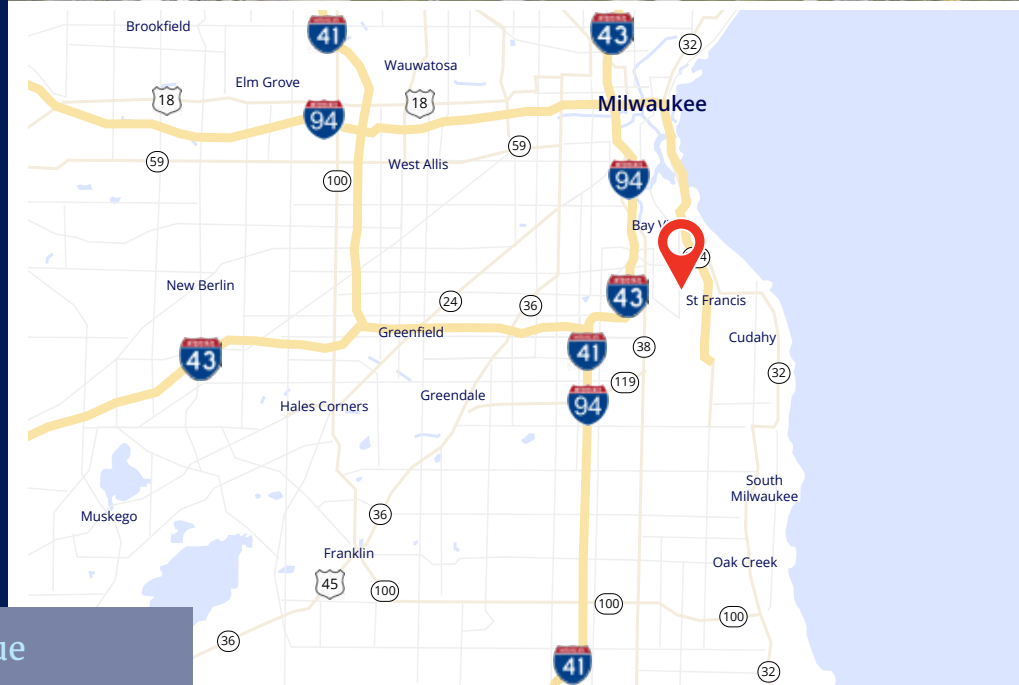 Brookfield
41
43
32
Wauwatosa
Elm Grove
18
18
Milwaukee
94
59
59
West Allis
100
94
Bay
New Berlin
43
24
36
St Francis
Greenfield
Cudahy
41
38
43
32
119
Greendale
Hales Corners
94
South
Milwaukee
Muskego
36
Franklin
Oak Creek
45
100
100
100
36
ue
41
32